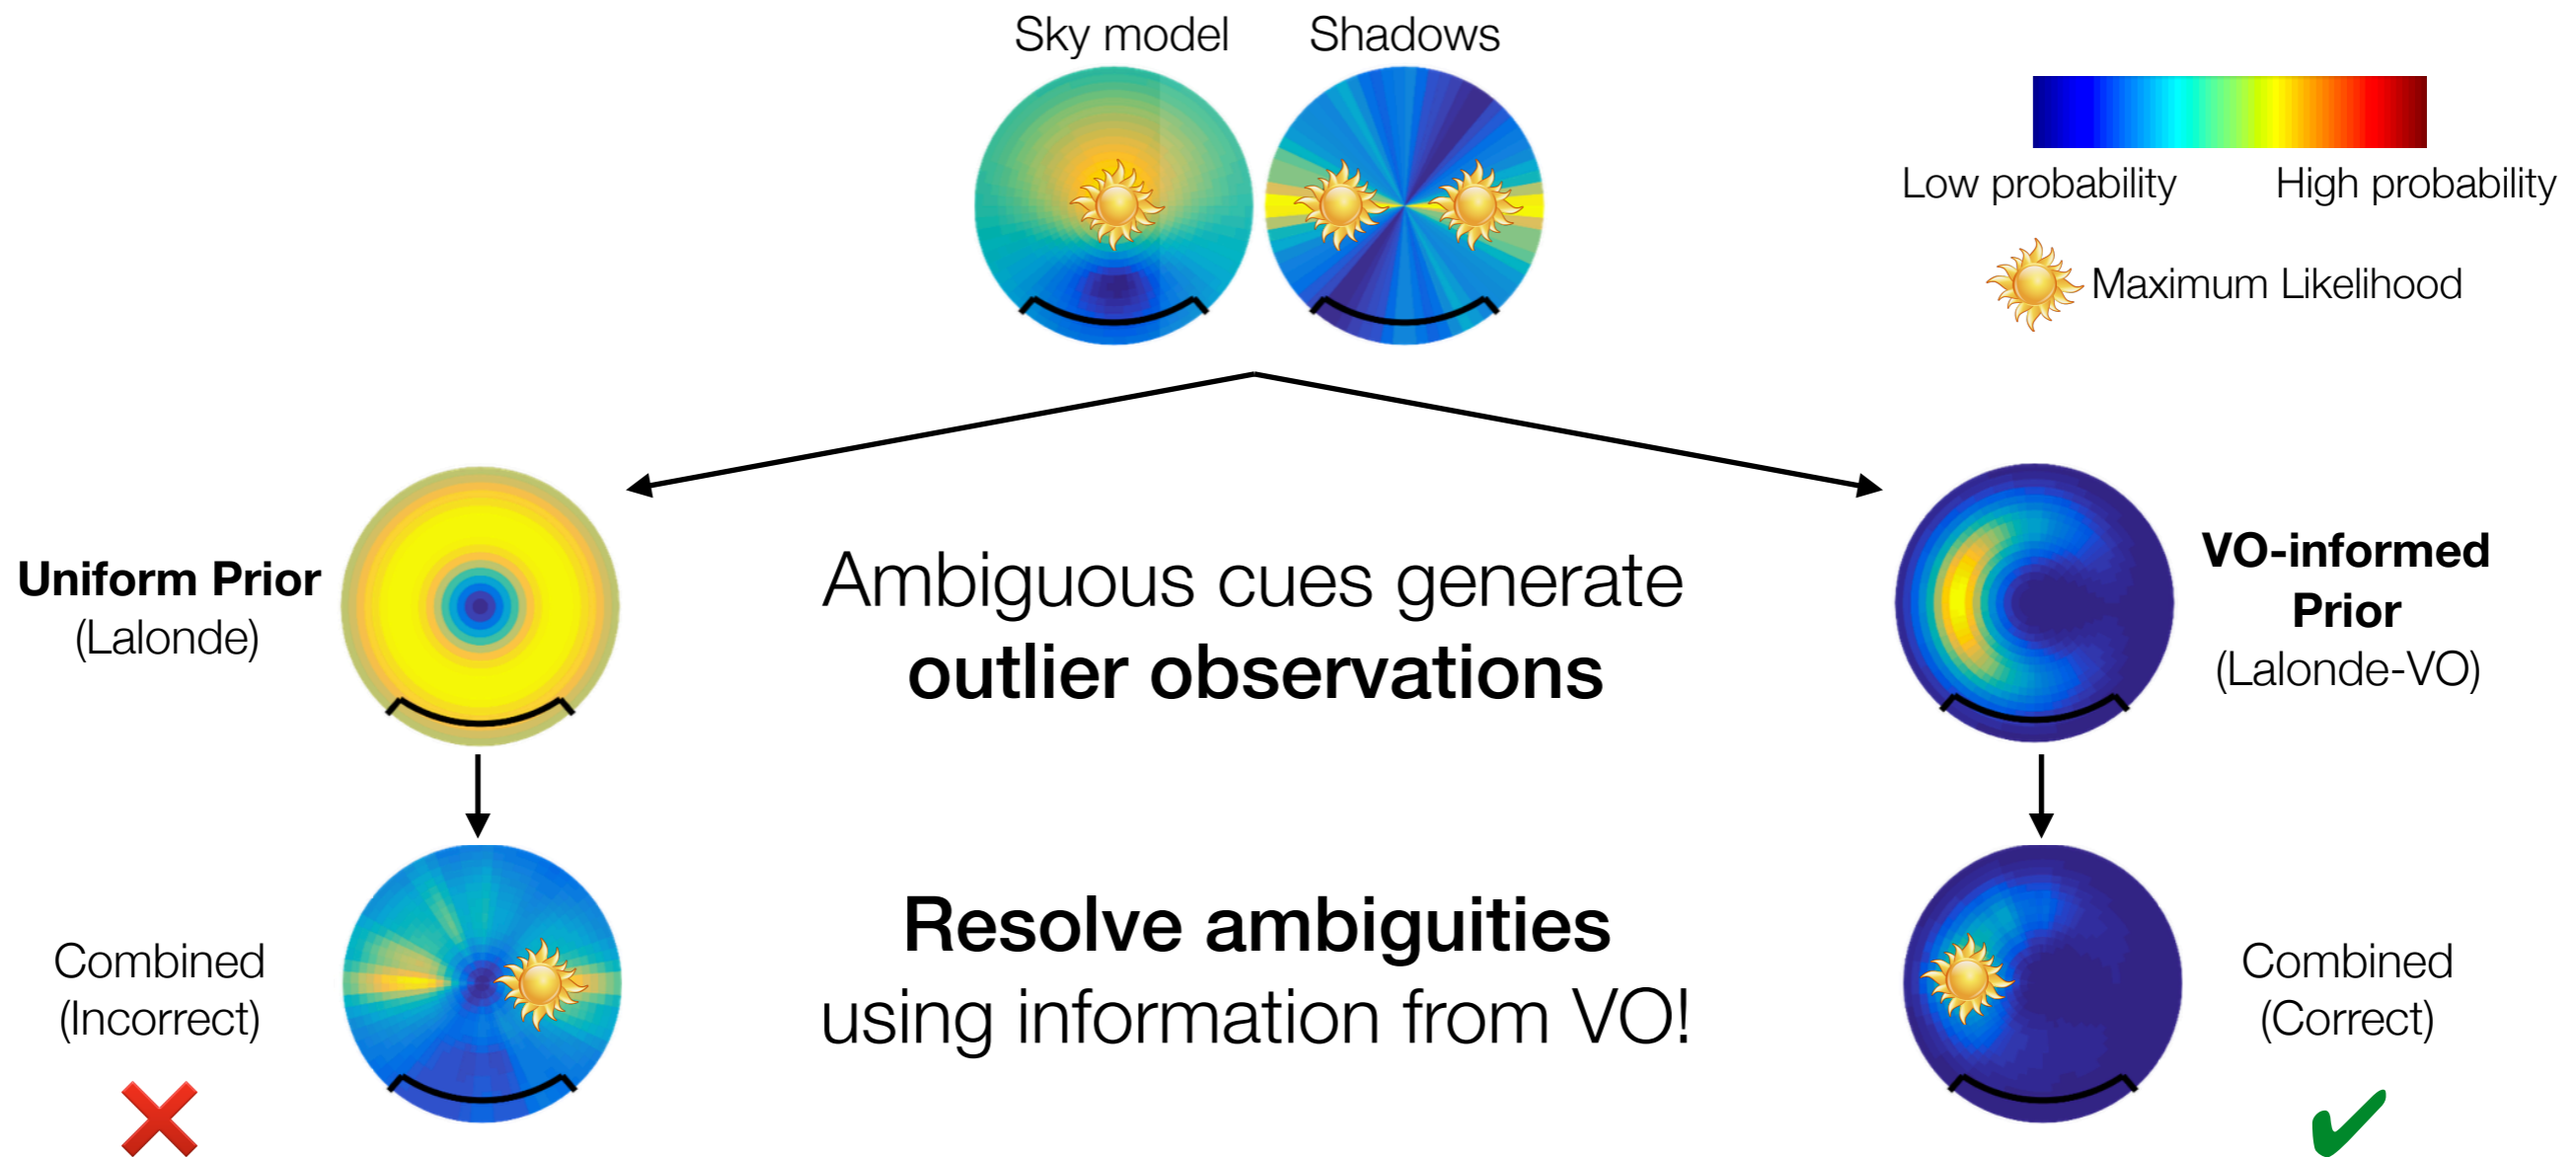 Sky model
Shadows
Low probability
High probability
Maximum Likelihood
Uniform Prior
(Lalonde)
Ambiguous cues generate
outlier observations
VO-informed
Prior
(Lalonde-VO)
Combined
(Incorrect)
Resolve ambiguities
using information from VO!
Combined
(Correct)